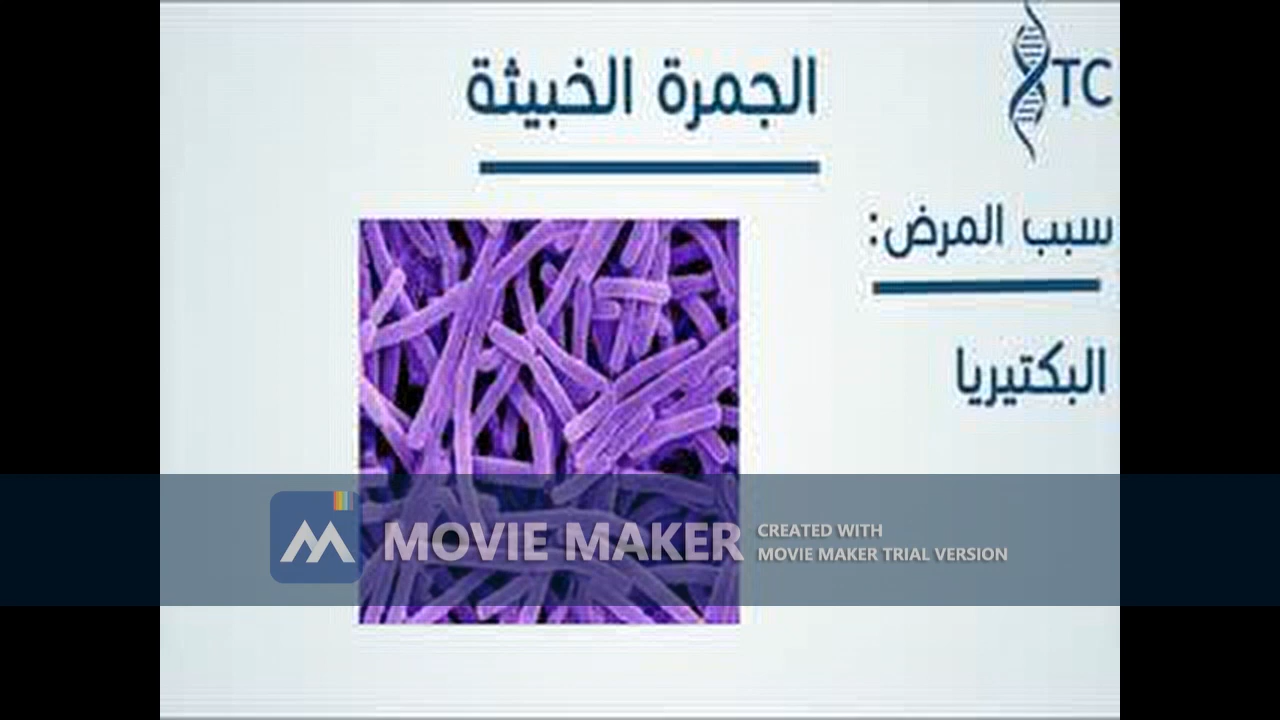 TC
الجمرة الخبيثة
سبب المرض:
البكتيريا
MOVIE MAKER
CREATED WITH
MOVIE MAKER TRIAL VERSION